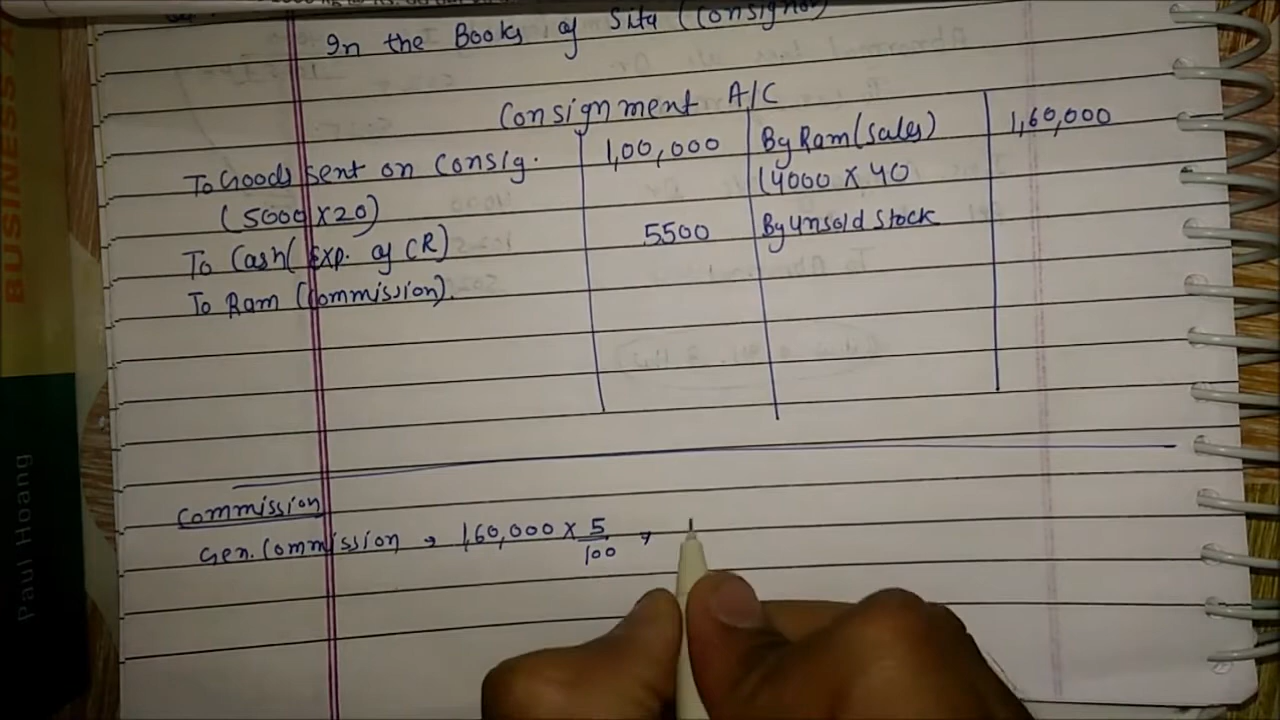 In the Books of Sita (Consignor)
Consignment A/C
To Goods sent on Consig. 1,00,000 By Ram (Sales) 1,60,000
(5000 X 20) (4000 X 40
To Cash( Exp. of CR) 5500 By Unsold Stock
To Ram (Commission).
Commission
Gen. Commission → 1,60,000 X 5/100 →
BUSINESS A
Paul Hoang